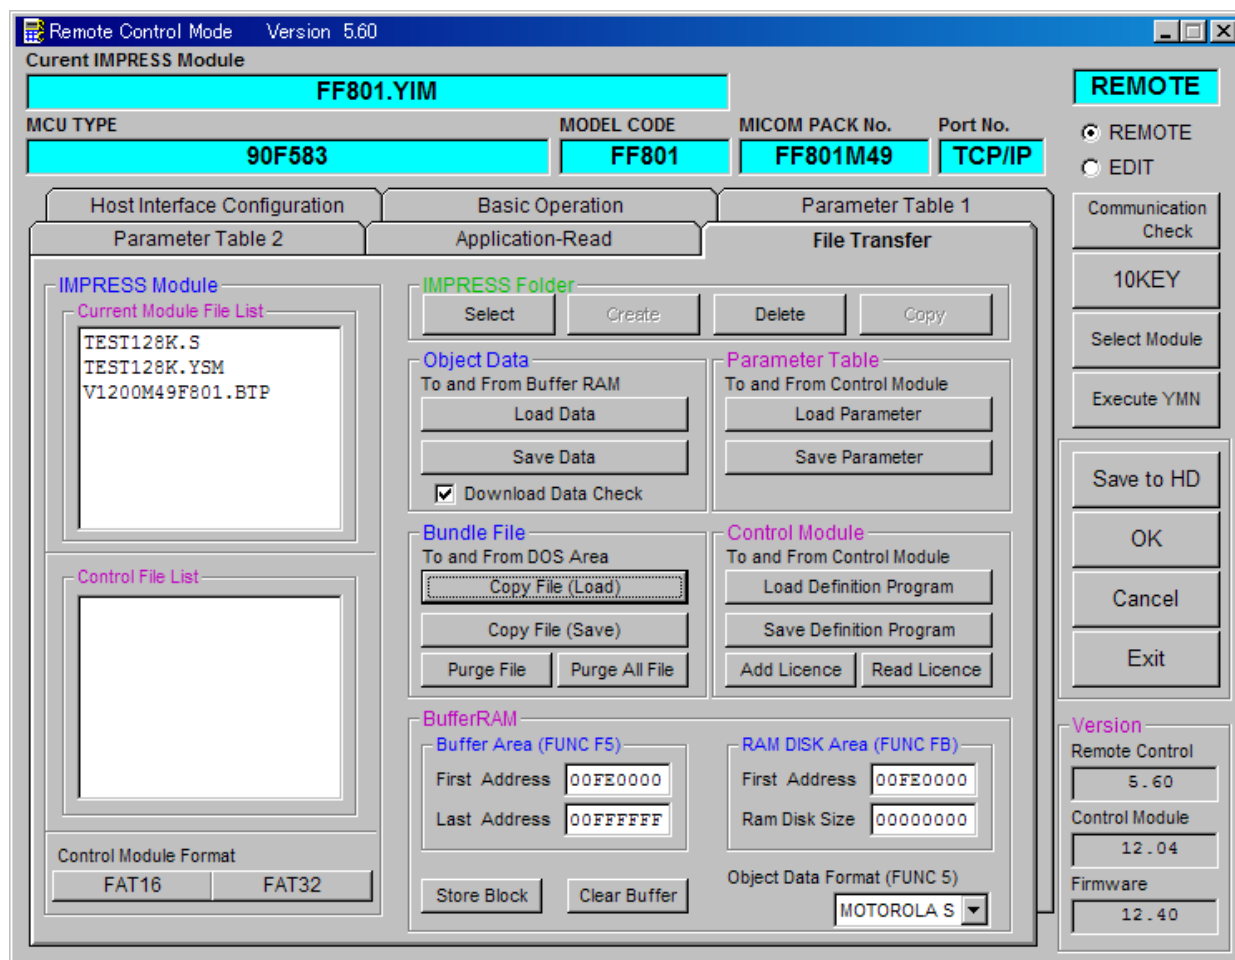 Remote Control Mode Version 5.60
Curent IMPRESS Module
FF801.YIM
REMOTE
MCU TYPE MODEL CODE MICOM PACK No. Port No.
90F583 FF801 FF801M49 TCP/IP
REMOTE
EDIT
Host Interface Configuration Basic Operation Parameter Table 1
Parameter Table 2 Application-Read File Transfer
IMPRESS Module
Current Module File List
TEST128K.S
TEST128K.YSM
V1200M49F801.BTP
Control File List
Control Module Format
FAT16 FAT32
IMPRESS Folder
Select Create Delete Copy
Object Data
To and From Buffer RAM
Load Data
Save Data
Download Data Check
Parameter Table
To and From Control Module
Load Parameter
Save Parameter
Bundle File
To and From DOS Area
Copy File (Load)
Copy File (Save)
Purge File Purge All File
Control Module
To and From Control Module
Load Definition Program
Save Definition Program
Add Licence Read Licence
BufferRAM
Buffer Area (FUNC F5)
First Address 00FE0000
Last Address 00FFFFFF
RAM DISK Area (FUNC FB)
First Address 00FE0000
Ram Disk Size 00000000
Store Block Clear Buffer
Object Data Format (FUNC 5)
MOTOROLA S
Communication
Check
10KEY
Select Module
Execute YMN
Save to HD
OK
Cancel
Exit
Version
Remote Control
5.60
Control Module
12.04
Firmware
12.40